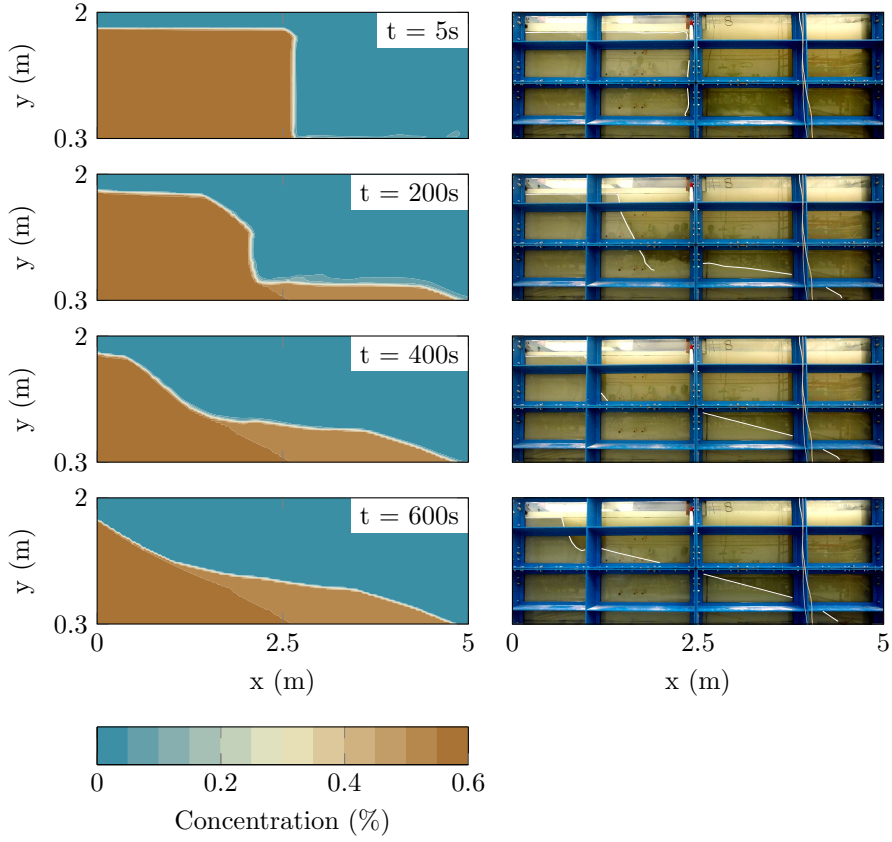 2
t = 5s
y (m)
0.3
2
t = 200s
y (m)
0.3
2
t = 400s
y (m)
0.3
2
t = 600s
y (m)
0.3
0 2.5 5 0 2.5 5
x (m) x (m)
0 0.2 0.4 0.6
Concentration (%)